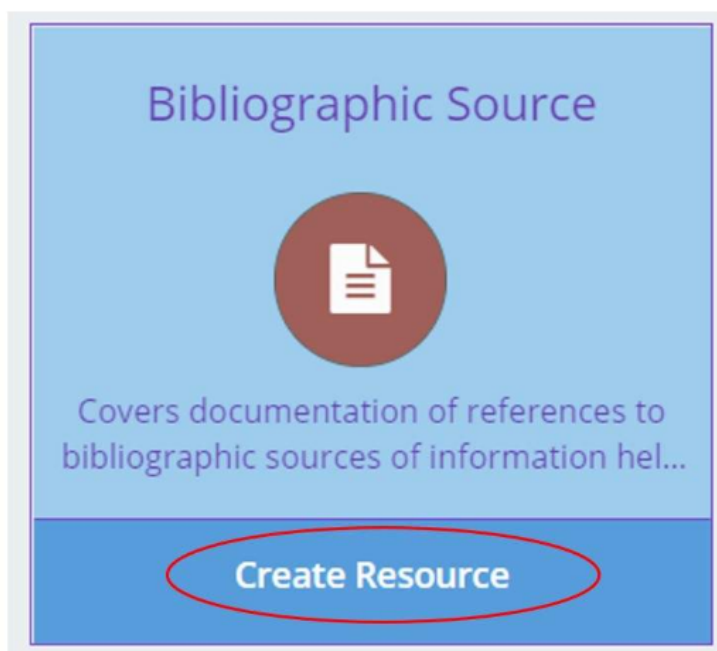 Bibliographic Source
Covers documentation of references to
bibliographic sources of information hel...
Create Resource